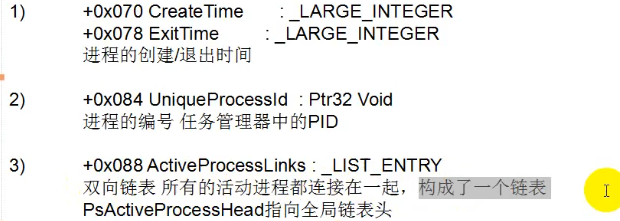 1) +0x070 CreateTime : _LARGE_INTEGER
+0x078 ExitTime : _LARGE_INTEGER
进程的创建/退出时间
2) +0x084 UniqueProcessId : Ptr32 Void
进程的编号 任务管理器中的PID
3) +0x088 ActiveProcessLinks : _LIST_ENTRY
双向链表 所有的活动进程都连接在一起，构成了一个链表
PsActiveProcessHead指向全局链表头